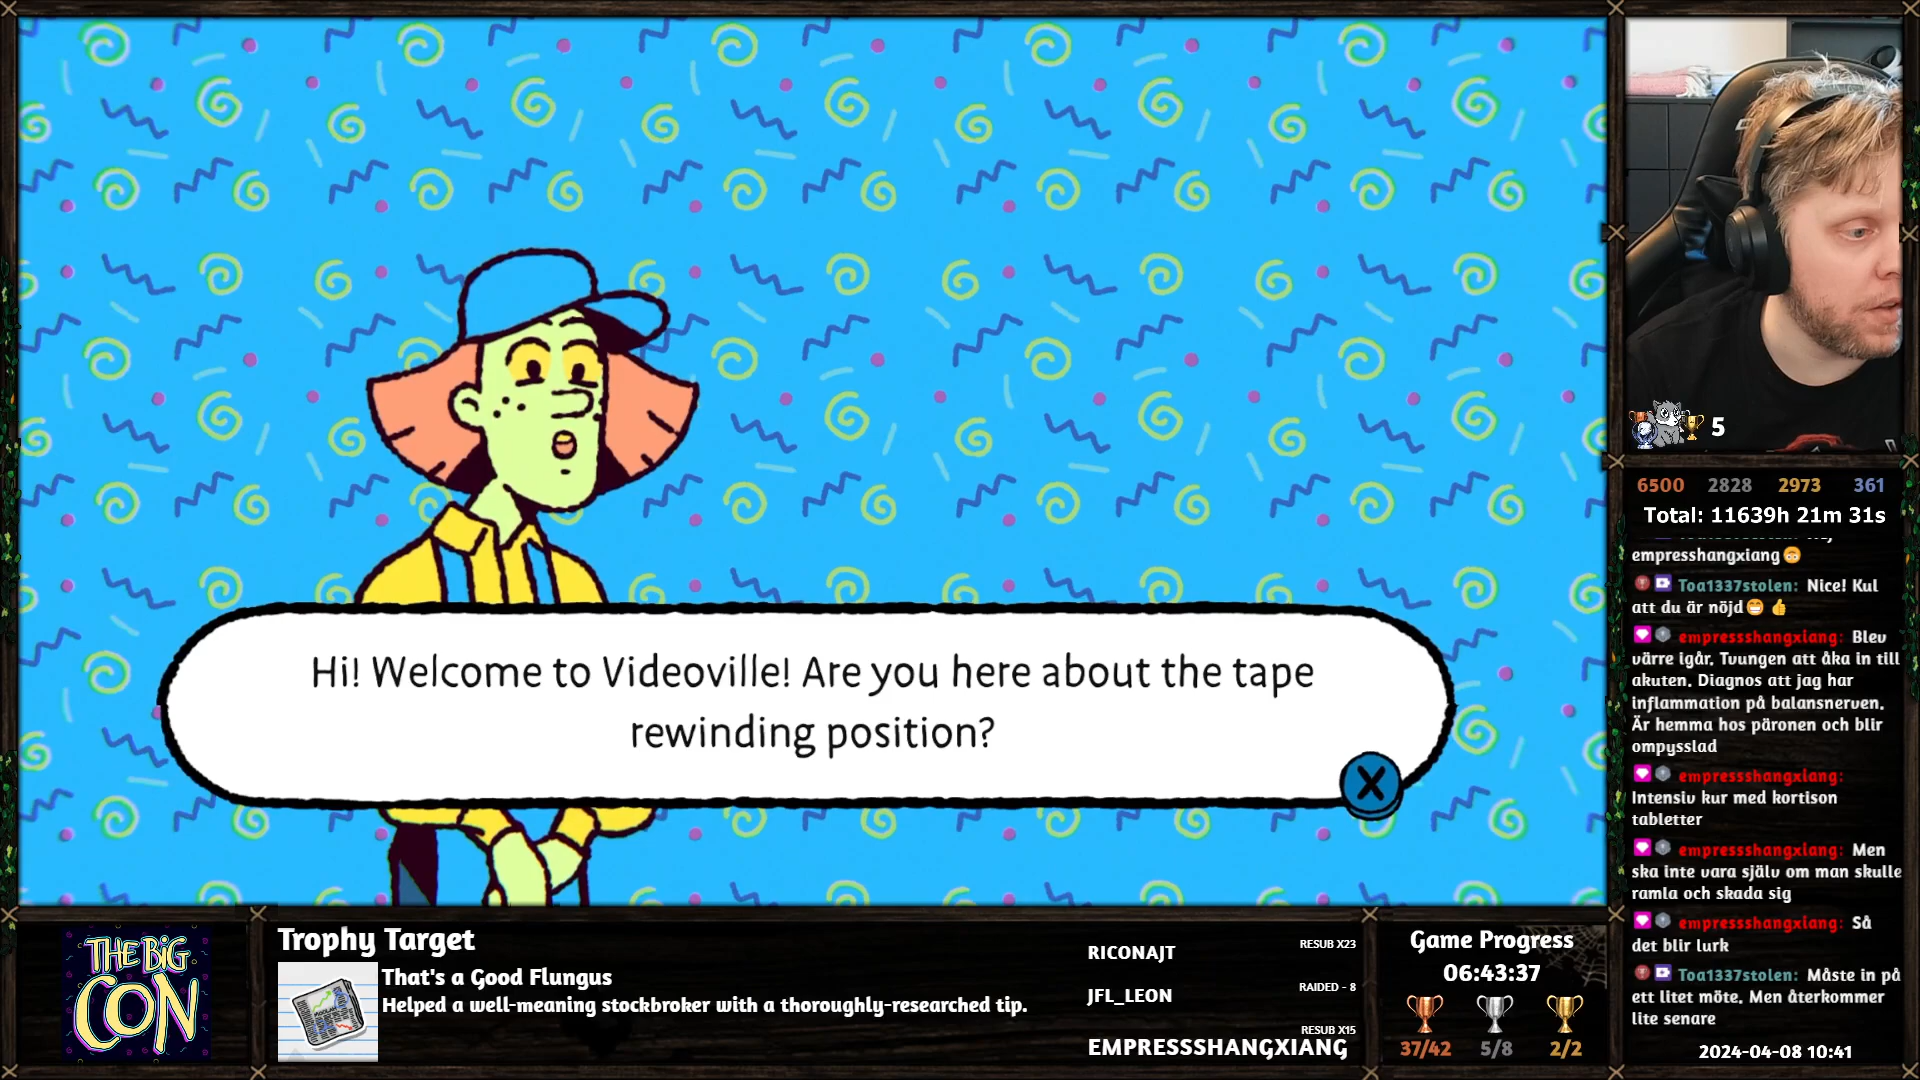 Hi! Welcome to Videoville! Are you here about the tape
rewinding position?
X
5
6500 2828 2973 361
Total: 11639h 21m 31s
empresshangxiang
Toa1337stolen: Nice! Kul
att du är nöjd
empressshangxiang: Blev
värre igår. Tvungen att åka in till
akuten. Diagnos att jag har
inflammation på balansnerven.
Är hemma hos päronen och blir
ompysslad
empressshangxiang:
Intensiv kur med kortison
tabletter
empressshangxiang: Men
ska inte vara själv om man skulle
ramla och skada sig
empressshangxiang: Så
det blir lurk
Toa1337stolen: Måste in på
ett litet möte. Men återkommer
lite senare
2024-04-08 10:41
THE BIG
CON
Trophy Target
That's a Good Flungus
Helped a well-meaning stockbroker with a thoroughly-researched tip.
RICONAJT RESUB X23
JFL_LEON RAIDED - 8
EMPRESSSHANGXIANG RESUB X15
Game Progress
06:43:37
37/42 5/8 2/2